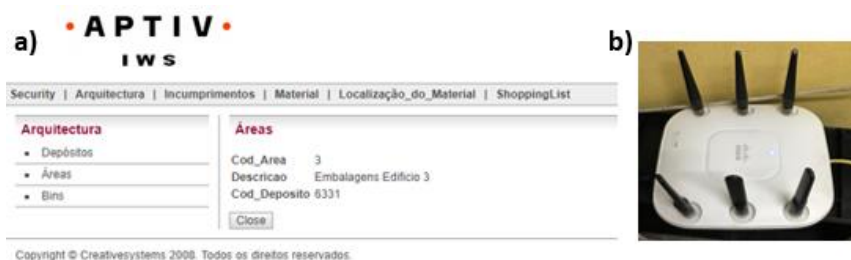 a)
• APTIV •
IWS
b)
Security | Arquitectura | Incumprimentos | Material | Localização_do_Material | ShoppingList
Arquitectura
Depósitos
Áreas
Bins
Áreas
Cod_Area 3
Descricao Embalagens Edificio 3
Cod_Deposito 6331
Close
Copyright © Creativesystems 2008. Todos os direitos reservados.